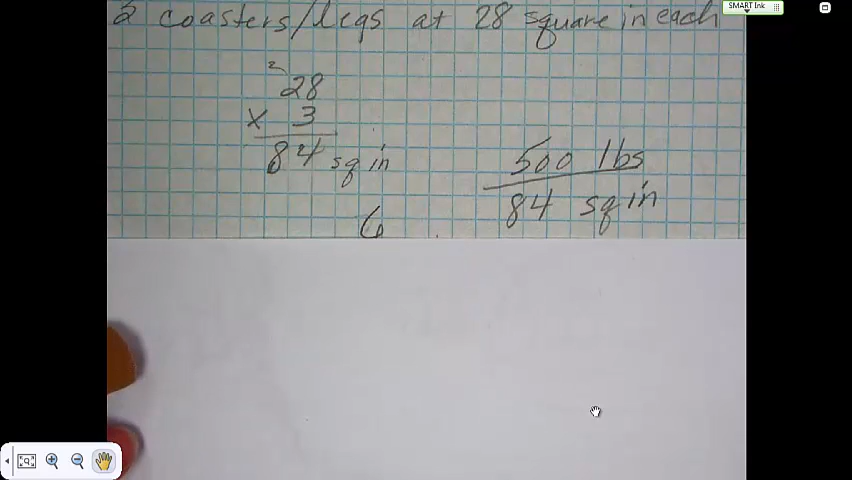 coasters/legs at 28 square in each
2
28
x 3
84 sq in
500 lbs
84 sq in
6
SMART Ink